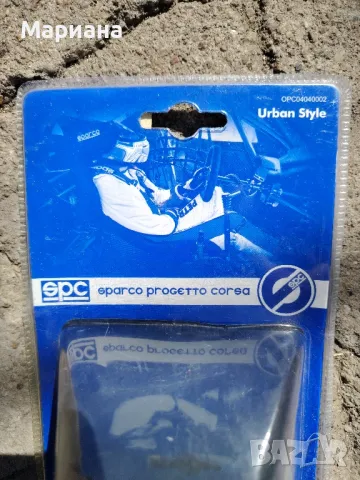 Мариана
OPC04040002
Urban Style
sparco
spc sparco progetto corsa
spc sparco progetto corsa
BAZAR